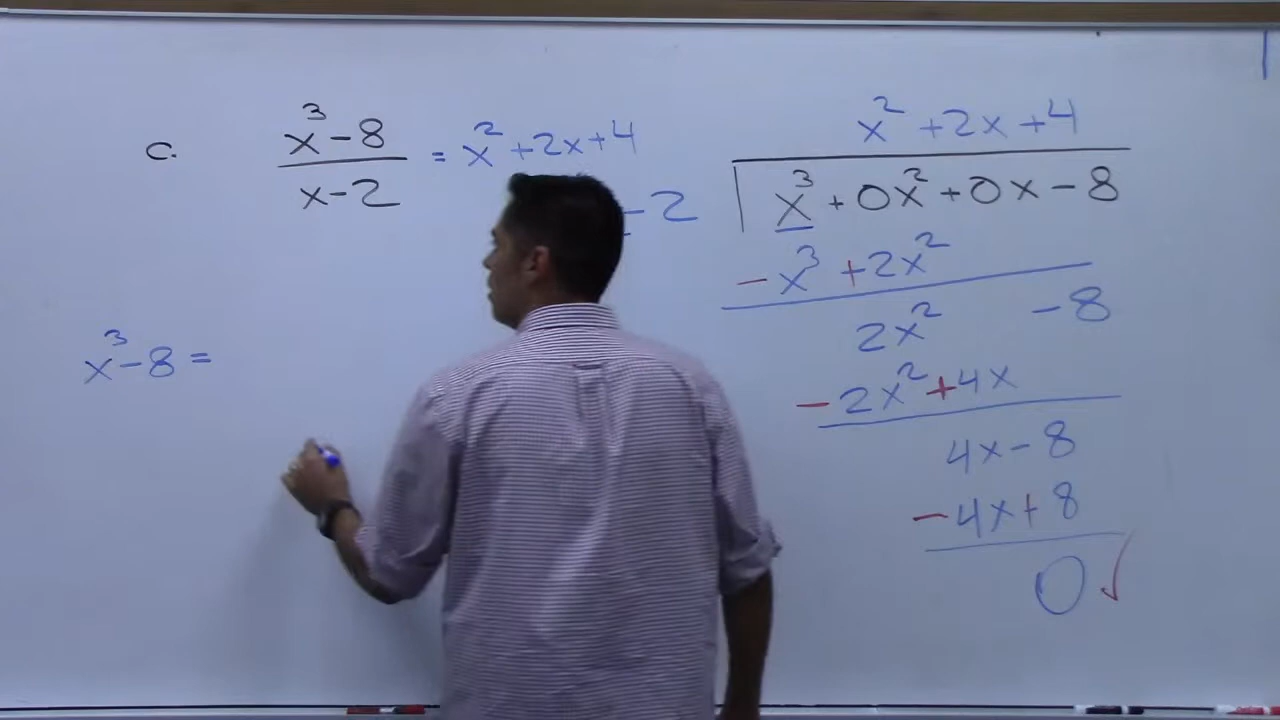 c. x³-8 / x-2 = x²+2x+4
x³-8 =
x²+2x+4
-2 x³+0x²+0x-8
-x³+2x²
2x² -8
-2x²+4x
4x-8
-4x+8
0✓